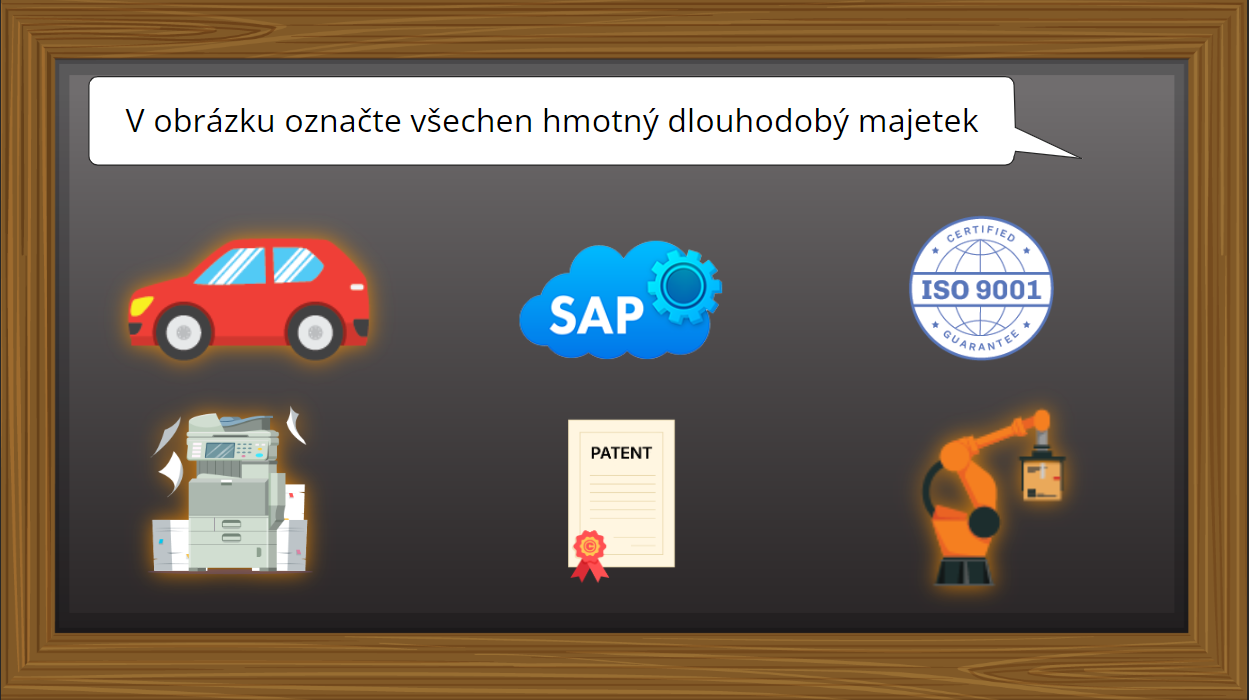 V obrázku označte všechen hmotný dlouhodobý majetek
SAP
CERTIFIED
ISO 9001
GUARANTEE
PATENT
C